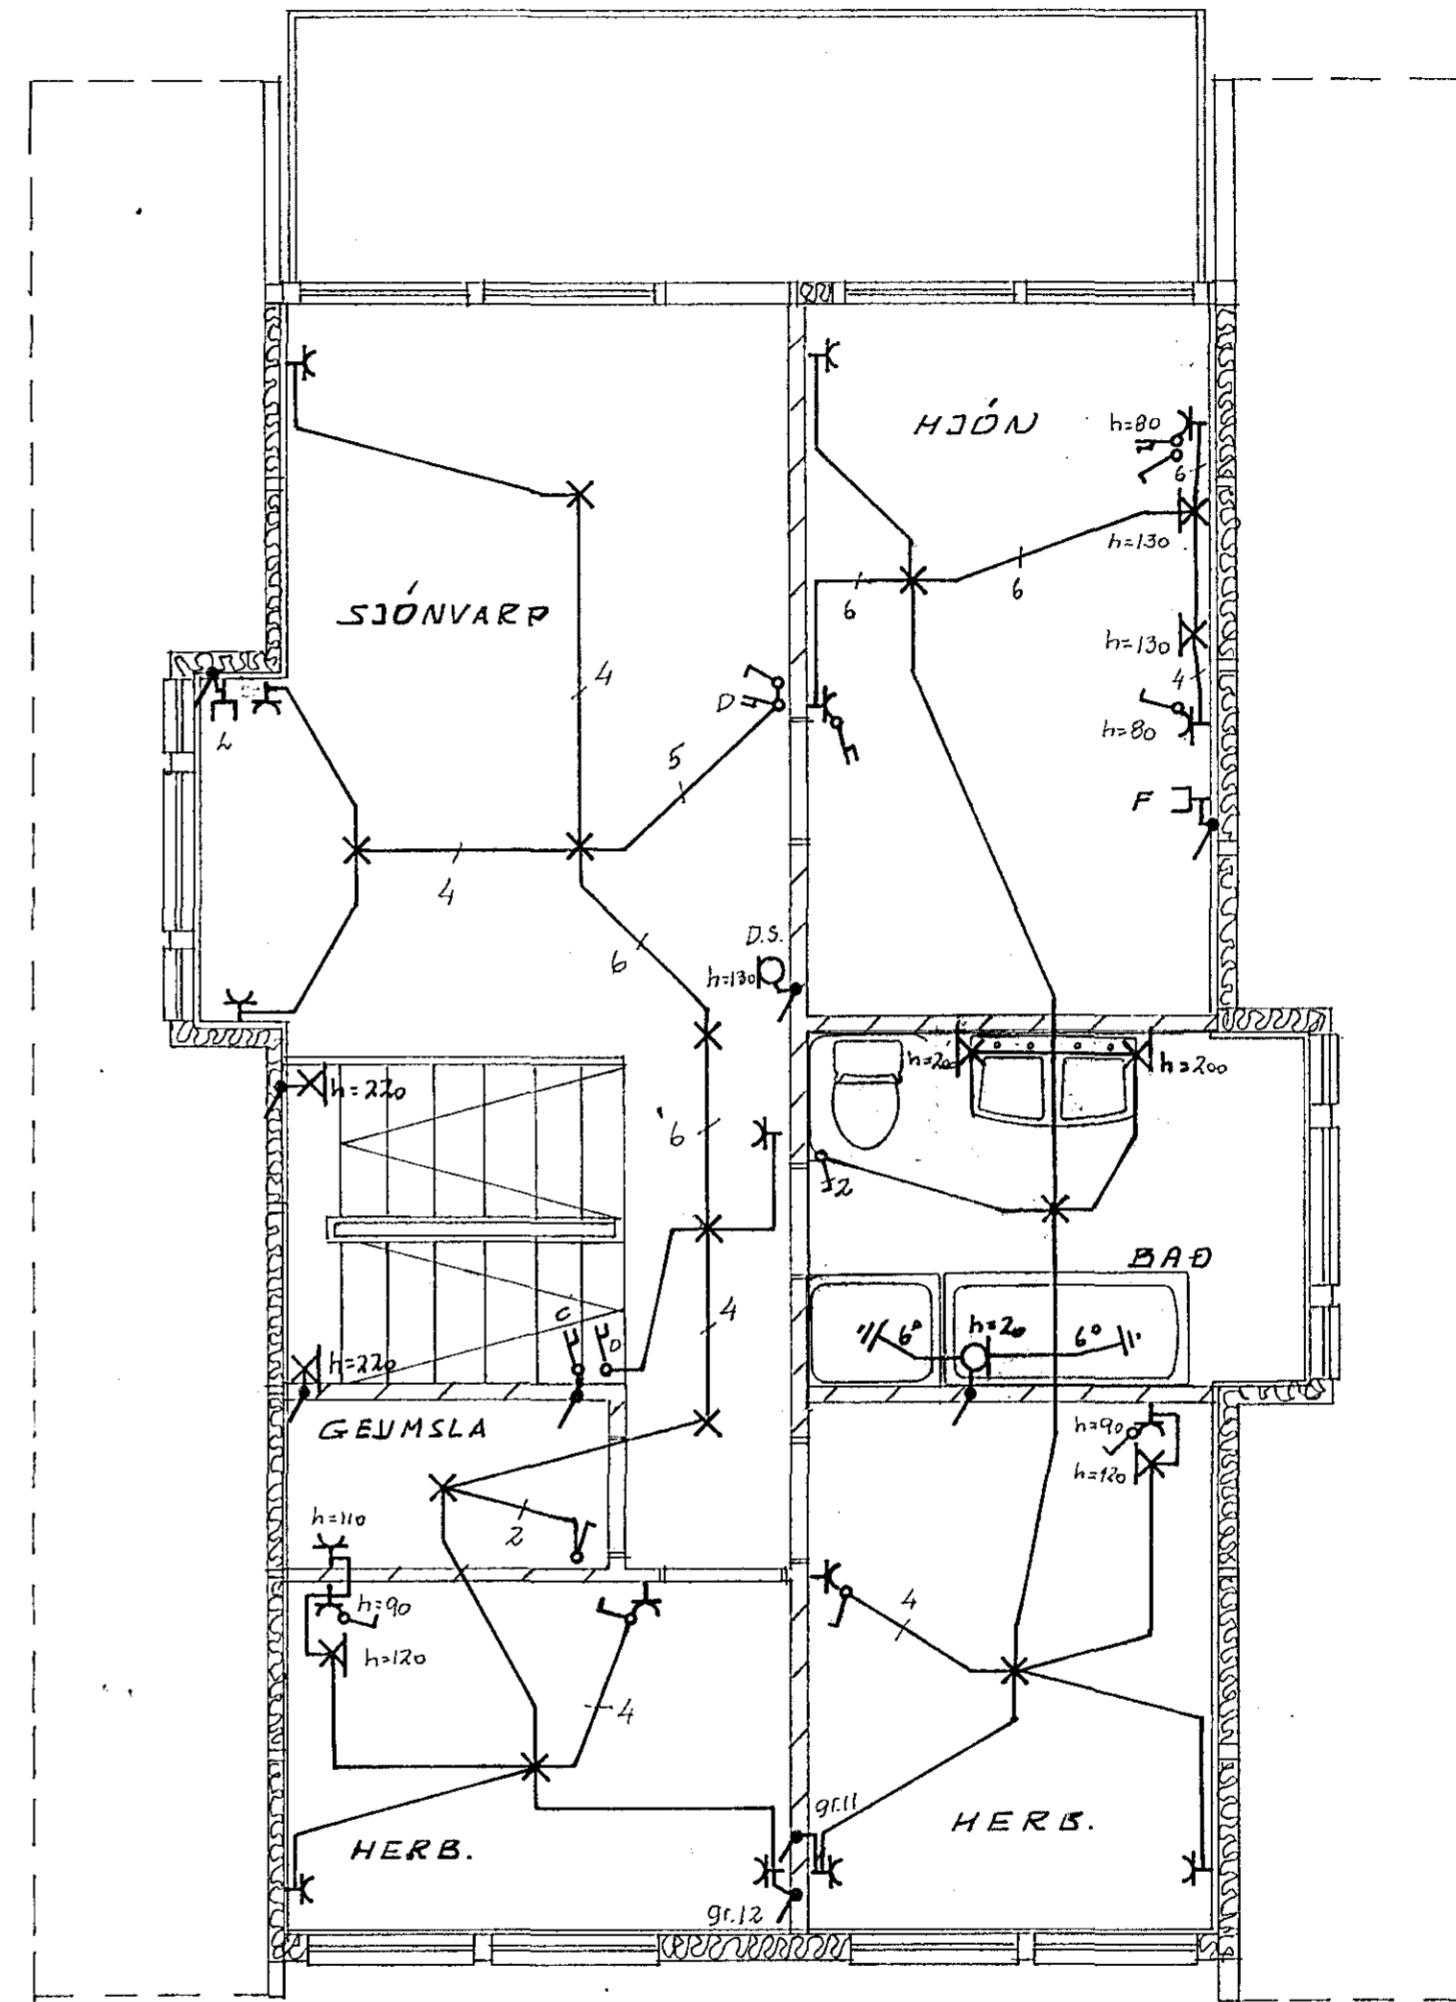 HJÓN
h=80
6
h=130
6
6
SJÓNVARP
h=130
4
4
D
h=80
L
5
F
4
6
D.S.
h=130
h=20
h=200
h=220
6
2
BAÐ
4
C
D
6°
h=20
6°
h=220
GEYMSLA
h=90
h=120
2
h=110
h=90
4
h=120
4
gr.11
HERB.
HERB.
gr.12